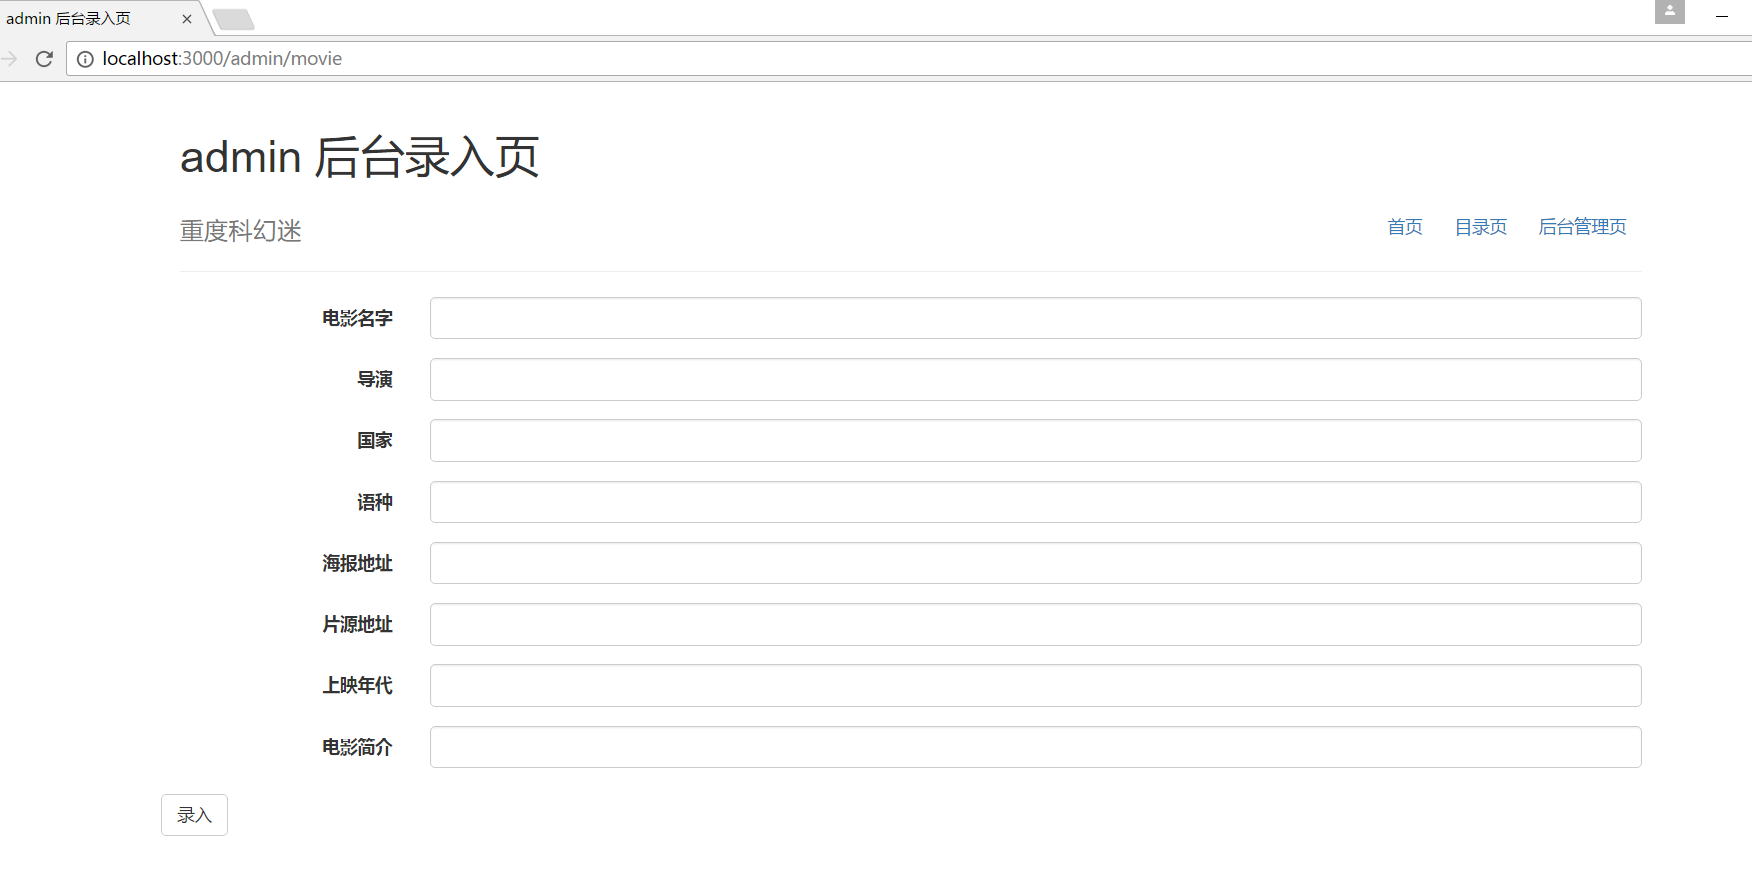 admin 后台录入页
localhost:3000/admin/movie
admin 后台录入页
重度科幻迷
首页 目录页 后台管理页
电影名字
导演
国家
语种
海报地址
片源地址
上映年代
电影简介
录入